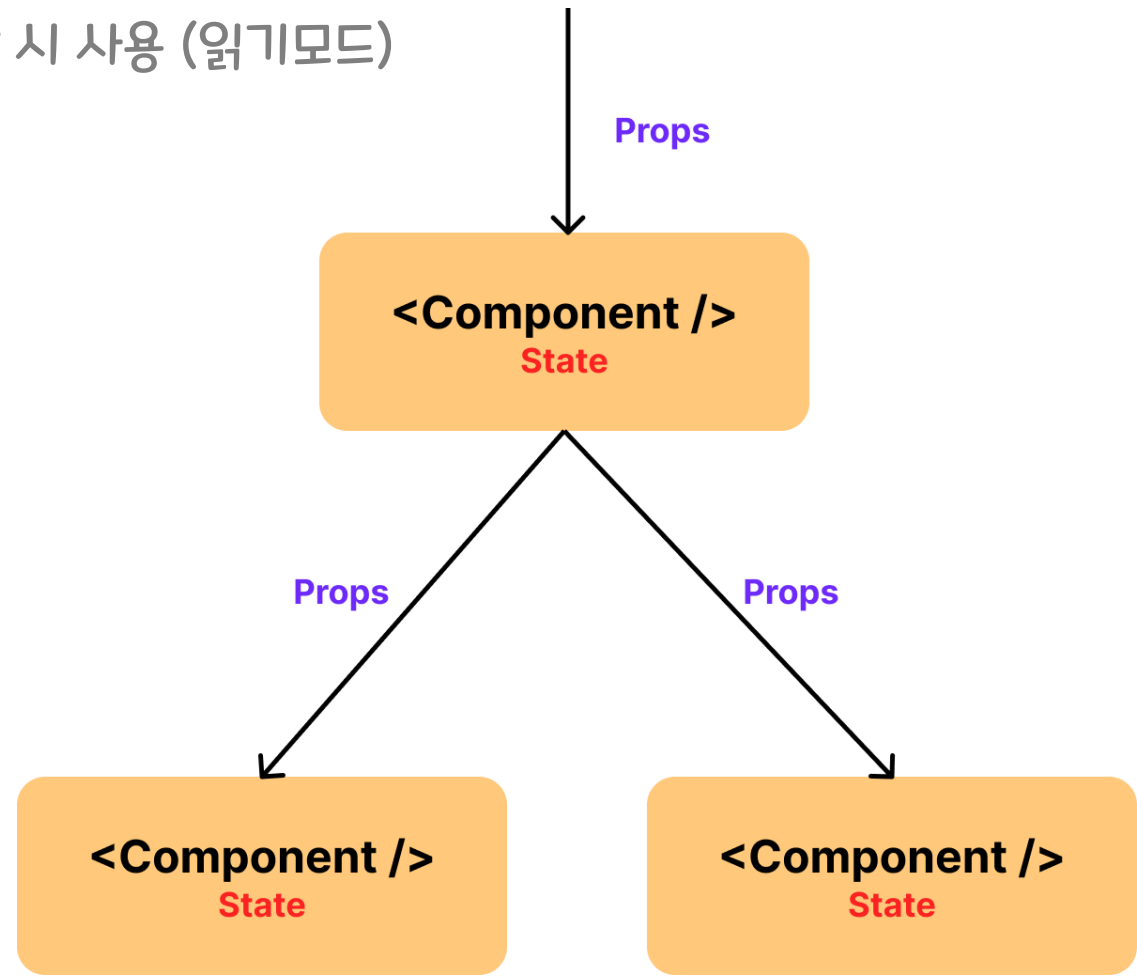 시 사용 (읽기모드)
Props
<Component />
State
Props
Props
<Component />
State
<Component />
State